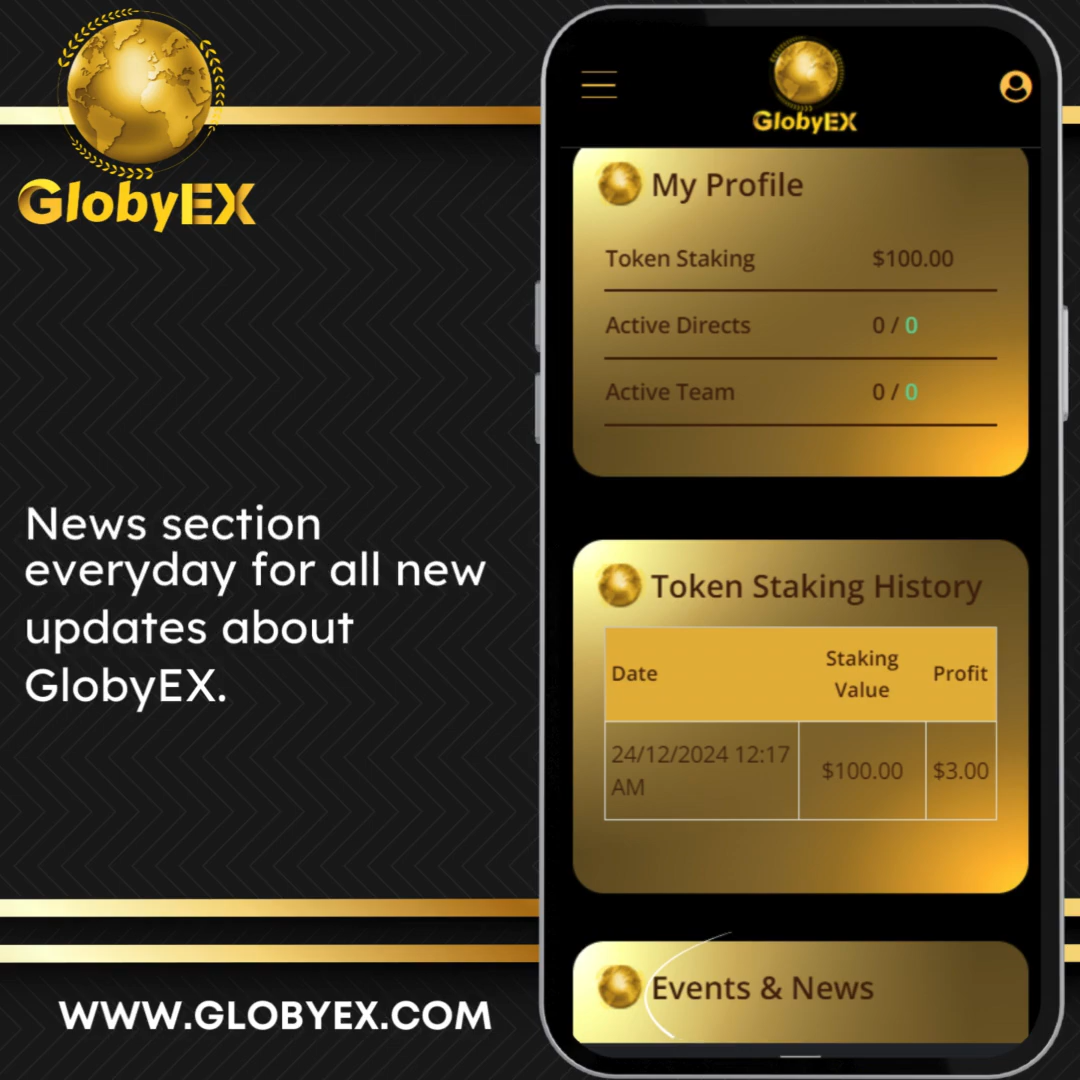 GlobyEX
News section
everyday for all new
updates about
GlobyEX.
WWW.GLOBYEX.COM
GlobyEX
My Profile
Token Staking $100.00
Active Directs 0 / 0
Active Team 0 / 0
Token Staking History
Date Staking Value Profit
24/12/2024 12:17 AM $100.00 $3.00
Events & News